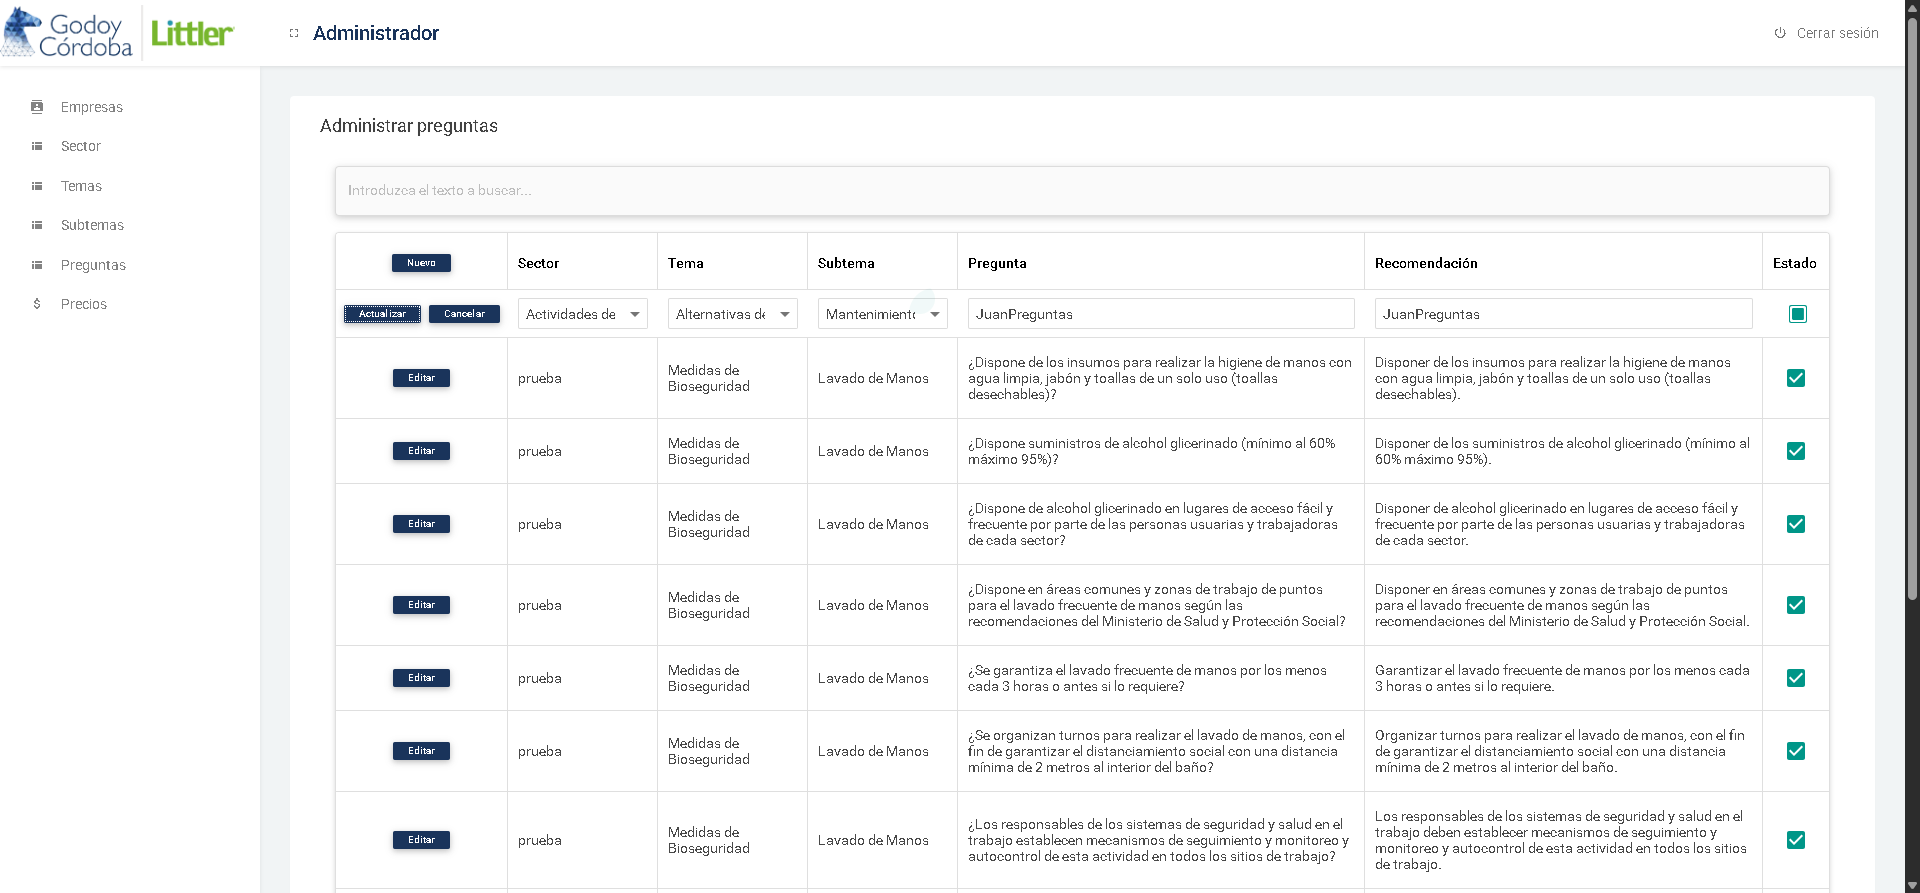 Godoy
Córdoba
Littler
Administrador
Cerrar sesión
Empresas
Sector
Temas
Subtemas
Preguntas
$ Precios
Administrar preguntas
Introduzca el texto a buscar...
Nuevo Sector Tema Subtema Pregunta Recomendación Estado
Actualizar Cancelar Actividades de Alternativas de Mantenimiento JuanPreguntas JuanPreguntas
Editar
prueba
Medidas de
Bioseguridad
Lavado de Manos
¿Dispone de los insumos para realizar la higiene de manos con
agua limpia, jabón y toallas de un solo uso (toallas
desechables)?
Disponer de los insumos para realizar la higiene de manos
con agua limpia, jabón y toallas de un solo uso (toallas
desechables).
Editar
prueba
Medidas de
Bioseguridad
Lavado de Manos
¿Dispone suministros de alcohol glicerinado (mínimo al 60%
máximo 95%)?
Disponer de los suministros de alcohol glicerinado (mínimo al
60% máximo 95%).
Editar
prueba
Medidas de
Bioseguridad
Lavado de Manos
¿Dispone de alcohol glicerinado en lugares de acceso fácil y
frecuente por parte de las personas usuarias y trabajadoras
de cada sector?
Disponer de alcohol glicerinado en lugares de acceso fácil y
frecuente por parte de las personas usuarias y trabajadoras
de cada sector.
Editar
prueba
Medidas de
Bioseguridad
Lavado de Manos
¿Dispone en áreas comunes y zonas de trabajo de puntos
para el lavado frecuente de manos según las
recomendaciones del Ministerio de Salud y Protección Social?
Disponer en áreas comunes y zonas de trabajo de puntos
para el lavado frecuente de manos según las
recomendaciones del Ministerio de Salud y Protección Social.
Editar
prueba
Medidas de
Bioseguridad
Lavado de Manos
¿Se garantiza el lavado frecuente de manos por los menos
cada 3 horas o antes si lo requiere?
Garantizar el lavado frecuente de manos por los menos cada
3 horas o antes si lo requiere.
Editar
prueba
Medidas de
Bioseguridad
Lavado de Manos
¿Se organizan turnos para realizar el lavado de manos, con el
fin de garantizar el distanciamiento social con una distancia
mínima de 2 metros al interior del baño?
Organizar turnos para realizar el lavado de manos, con el fin
de garantizar el distanciamiento social con una distancia
mínima de 2 metros al interior del baño.
Editar
prueba
Medidas de
Bioseguridad
Lavado de Manos
¿Los responsables de los sistemas de seguridad y salud en el
trabajo establecen mecanismos de seguimiento y monitoreo y
autocontrol de esta actividad en todos los sitios de trabajo?
Los responsables de los sistemas de seguridad y salud en el
trabajo deben establecer mecanismos de seguimiento y
monitoreo y autocontrol de esta actividad en todos los sitios
de trabajo.